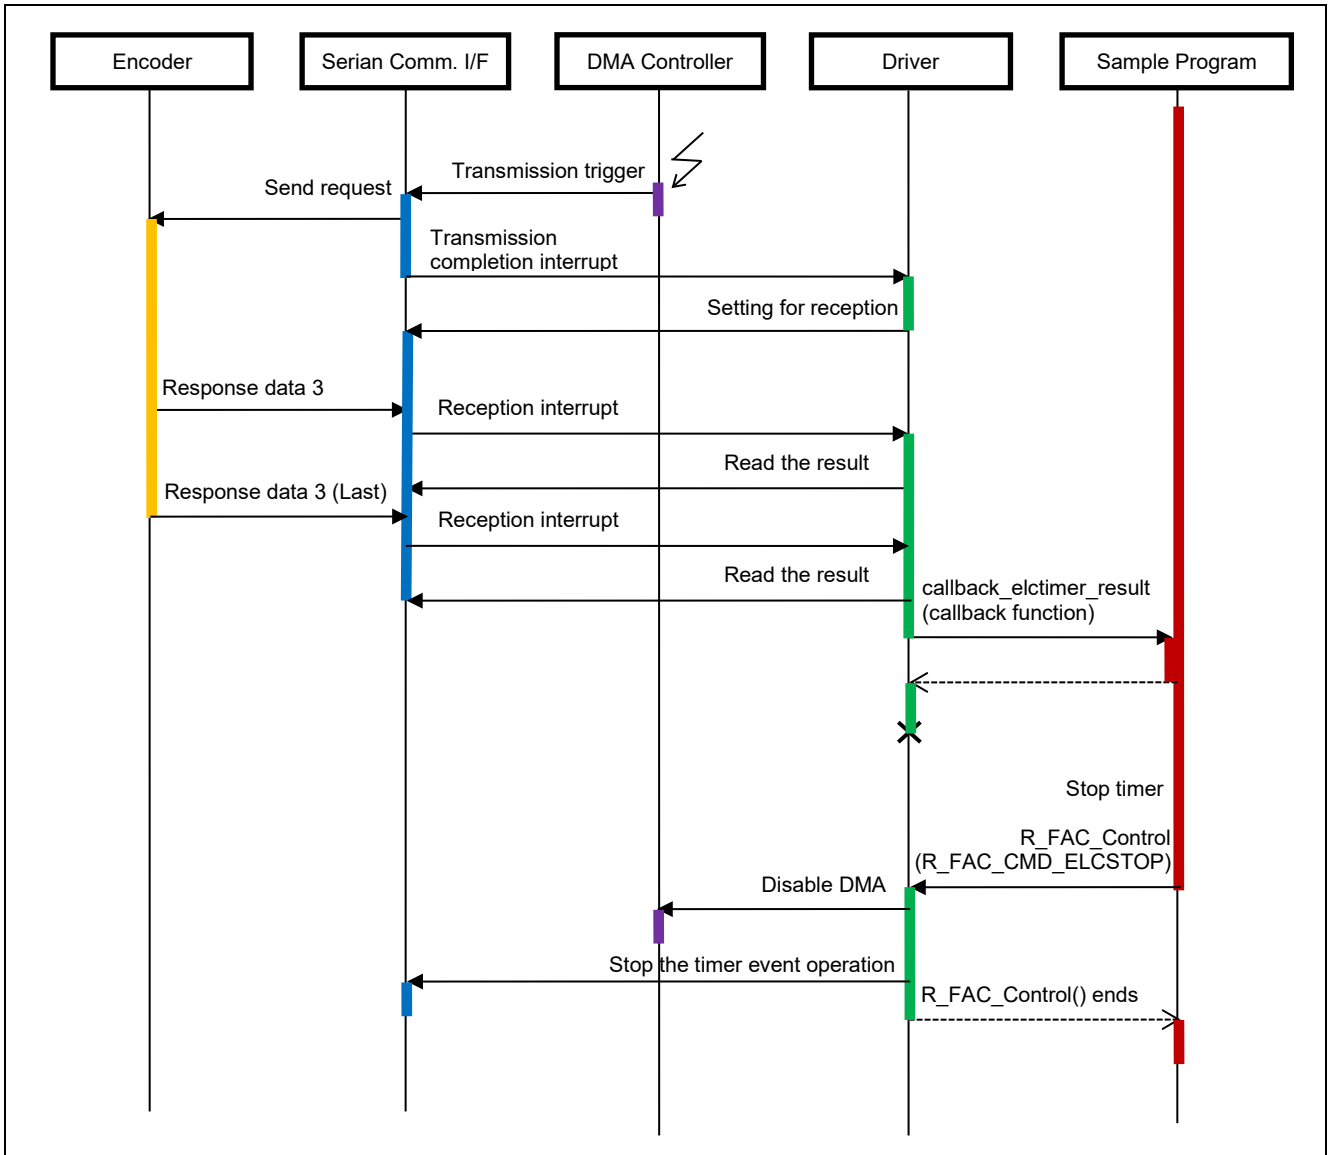 Encoder
Serian Comm. I/F
DMA Controller
Driver
Sample Program
Transmission trigger
Send request
Transmission
completion interrupt
Setting for reception
Response data 3
Reception interrupt
Read the result
Response data 3 (Last)
Reception interrupt
Read the result
callback_elctimer_result
(callback function)
Stop timer
R_FAC_Control
(R_FAC_CMD_ELCSTOP)
Disable DMA
Stop the timer event operation
R_FAC_Control() ends